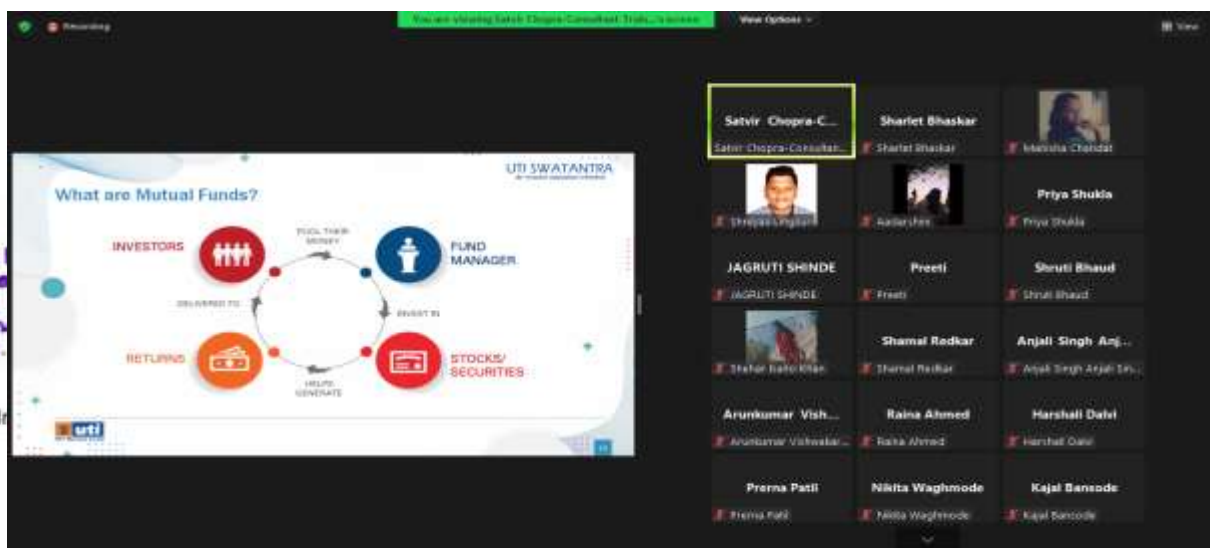 Recording
You are viewing Satvir Chopra-Consultant Train...'s screen
View Options
View
UTI SWATANTRA
What are Mutual Funds?
INVESTORS
POOL THEIR
MONEY
FUND
MANAGER
DELIVERED TO
INVEST IN
RETURNS
STOCKS/
SECURITIES
HELPS
GENERATE
uti
Satvir Chopra-C...
Satvir Chopra-Consultan...
Sharlet Bhaskar
Sharlet Bhaskar
Manisha Chandat
Aadarshee
Priya Shukla
Priya Shukla
JAGRUTI SHINDE
JAGRUTI SHINDE
Preeti
Preeti
Shruti Bhaud
Shruti Bhaud
Shehar Bano Khan
Shamal Redkar
Shamal Redkar
Anjali Singh Anj...
Anjali Singh Anjali Sin...
Arunkumar Vish...
Arunkumar Vishwakar...
Raina Ahmed
Raina Ahmed
Harshali Dalvi
Harshali Dalvi
Prerna Patil
Prerna Patil
Nikita Waghmode
Nikita Waghmode
Kajal Bansode
Kajal Bansode